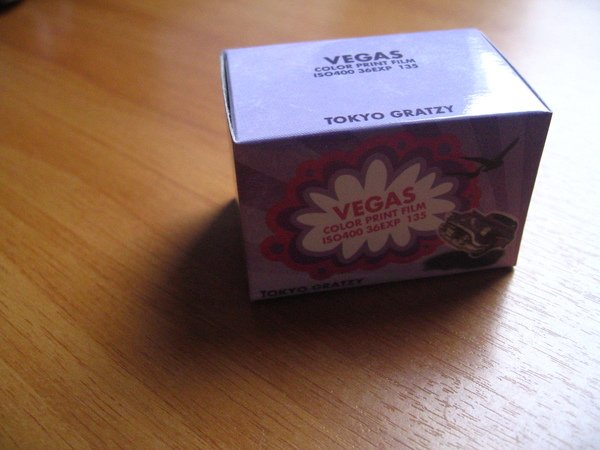 VEGAS
COLOR PRINT FILM
ISO400 36EXP 135
TOKYO GRATZY
VEGAS
COLOR PRINT FILM
ISO400 36EXP 135
TOKYO GRATZY